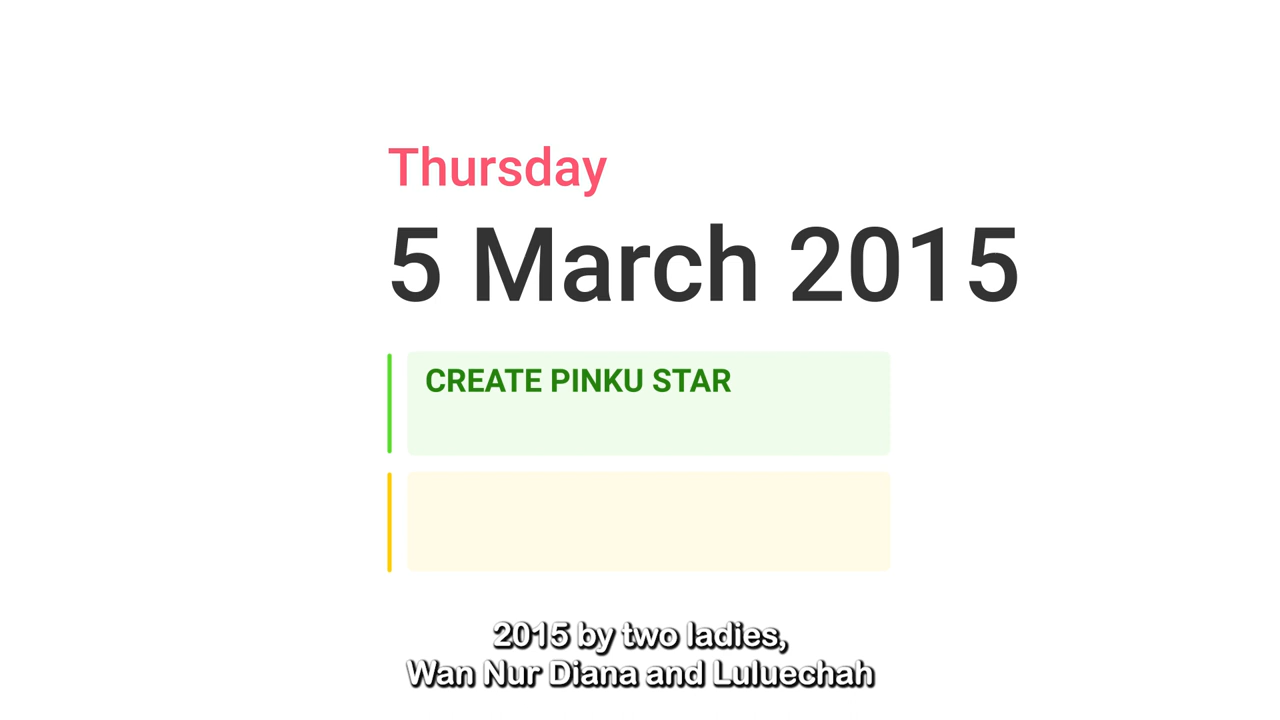 Thursday
5 March 2015
CREATE PINKU STAR
2015 by two ladies,
Wan Nur Diana and Luluechah